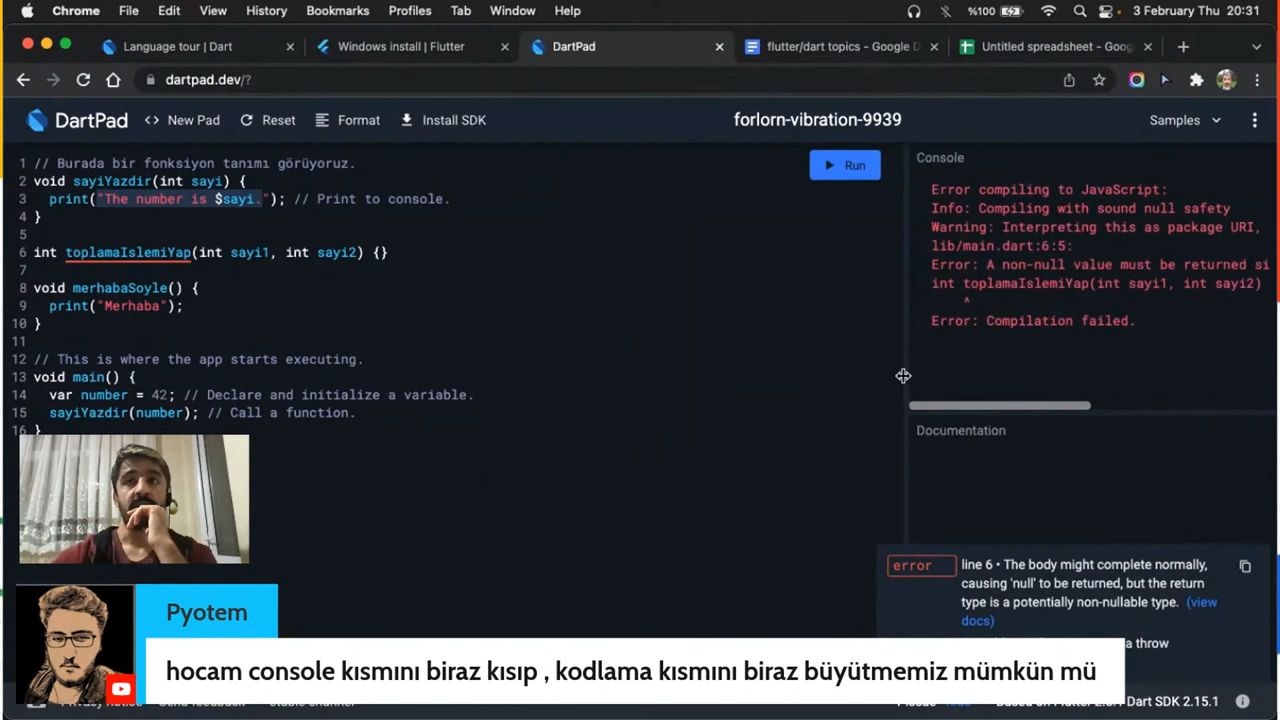 Chrome File Edit View History Bookmarks Profiles Tab Window Help %100 3 February Thu 20:31
Language tour | Dart Windows install | Flutter DartPad flutter/dart topics - Google D Untitled spreadsheet - Goog
dartpad.dev/?
DartPad <> New Pad Reset Format Install SDK forlorn-vibration-9939 Samples
1 // Burada bir fonksiyon tanımı görüyoruz.
2 void sayiYazdir(int sayi) {
3 print("The number is $sayi."); // Print to console.
4 }
5
6 int toplamaIslemiYap(int sayi1, int sayi2) {}
7
8 void merhabaSoyle() {
9 print("Merhaba");
10 }
11
12 // This is where the app starts executing.
13 void main() {
14 var number = 42; // Declare and initialize a variable.
15 sayiYazdir(number); // Call a function.
16 }
Run
Console
Error compiling to JavaScript:
Info: Compiling with sound null safety
Warning: Interpreting this as package URI,
lib/main.dart:6:5:
Error: A non-null value must be returned si
int toplamaIslemiYap(int sayi1, int sayi2)
^
Error: Compilation failed.
Documentation
error line 6 • The body might complete normally,
causing 'null' to be returned, but the return
type is a potentially non-nullable type. (view
docs)
a throw
Pyotem
hocam console kısmını biraz kısıp , kodlama kısmını biraz büyütmemiz mümkün mü
Dart SDK 2.15.1